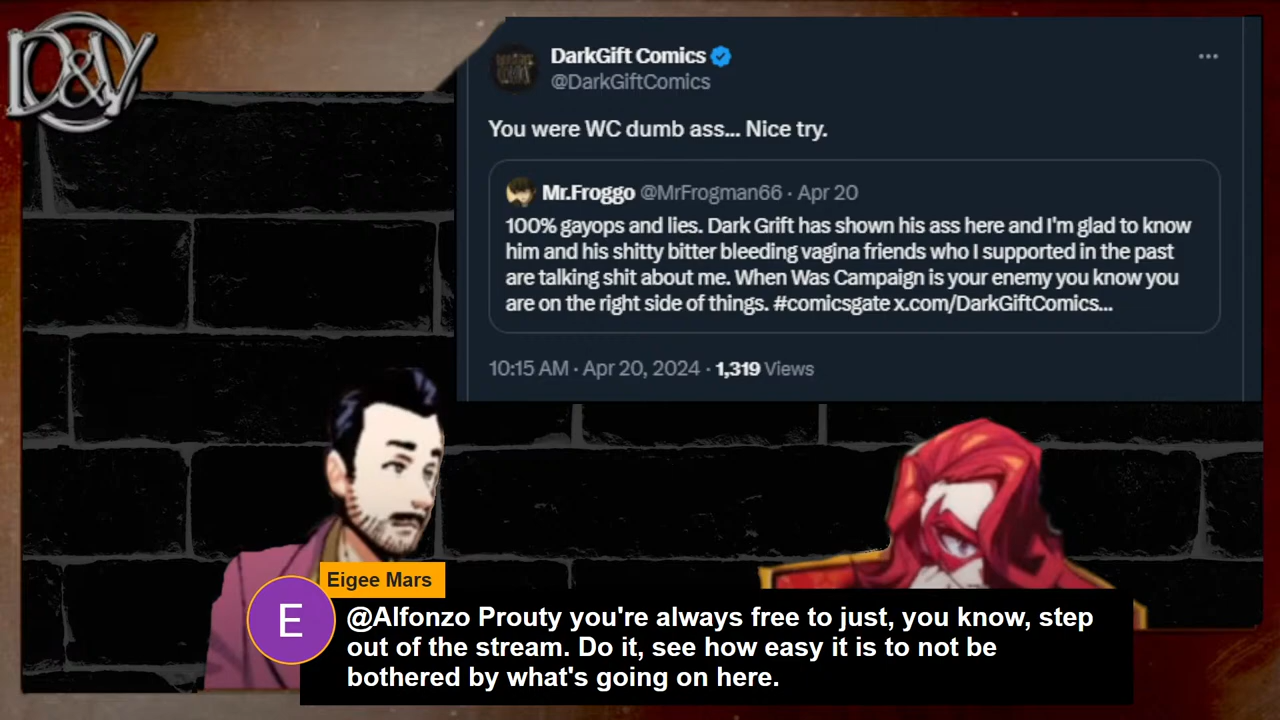 D&Y
DarkGift Comics
@DarkGiftComics
You were WC dumb ass... Nice try.
Mr.Froggo @MrFrogman66 · Apr 20
100% gayops and lies. Dark Grift has shown his ass here and I'm glad to know
him and his shitty bitter bleeding vagina friends who I supported in the past
are talking shit about me. When Was Campaign is your enemy you know you
are on the right side of things. #comicsgate x.com/DarkGiftComics...
10:15 AM · Apr 20, 2024 · 1,319 Views
Eigee Mars
E
@Alfonzo Prouty you're always free to just, you know, step
out of the stream. Do it, see how easy it is to not be
bothered by what's going on here.